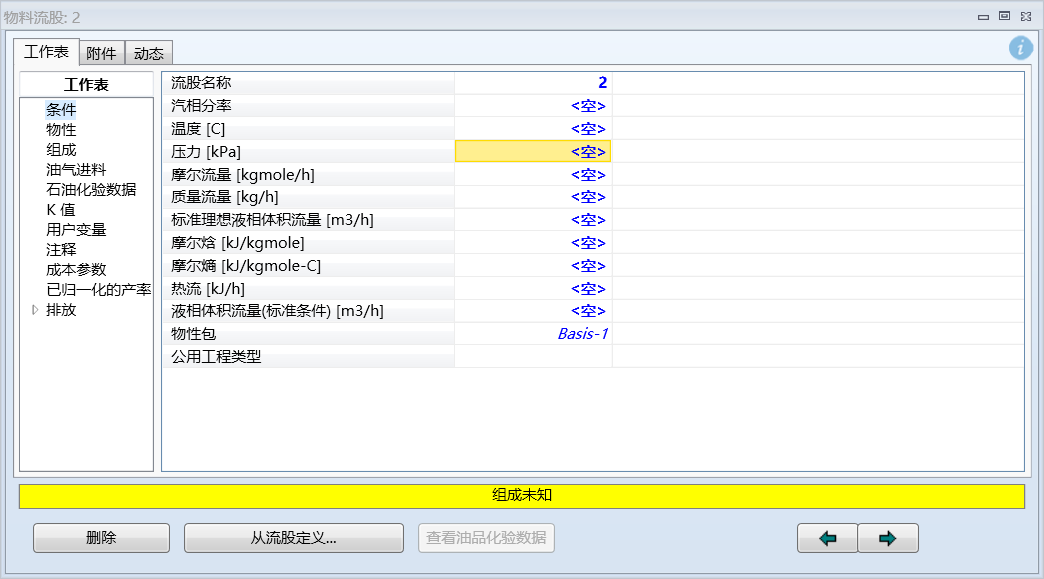 物料流股: 2
工作表 附件 动态
工作表
条件
物性
组成
油气进料
石油化验数据
K 值
用户变量
注释
成本参数
已归一化的产率
排放
流股名称 2
汽相分率 <空>
温度 [C] <空>
压力 [kPa] <空>
摩尔流量 [kgmole/h] <空>
质量流量 [kg/h] <空>
标准理想液相体积流量 [m3/h] <空>
摩尔焓 [kJ/kgmole] <空>
摩尔熵 [kJ/kgmole-C] <空>
热流 [kJ/h] <空>
液相体积流量(标准条件) [m3/h] <空>
物性包 Basis-1
公用工程类型
组成未知
删除 从流股定义... 查看油品化验数据